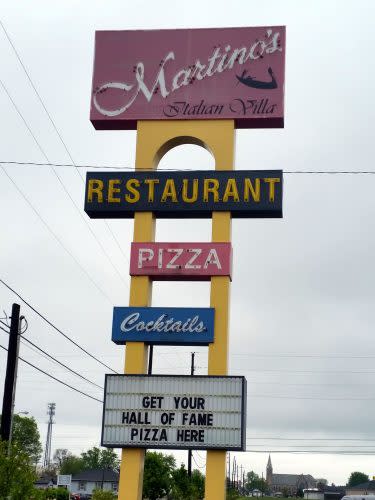 Martino's
Italian Villa
RESTAURANT
PIZZA
Cocktails
GET YOUR
HALL OF FAME
PIZZA HERE